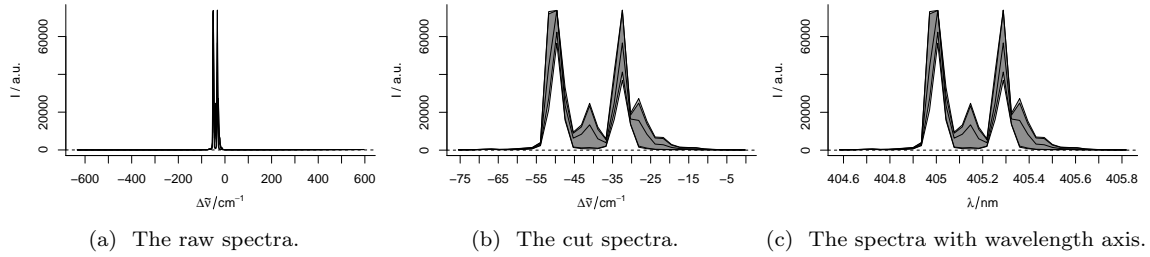 I / a.u.
0 20000 60000
−600 −400 −200 0 200 400 600
Δν̃/cm⁻¹
(a) The raw spectra.
I / a.u.
0 20000 60000
−75 −65 −55 −45 −35 −25 −15 −5
Δν̃/cm⁻¹
(b) The cut spectra.
I / a.u.
0 20000 60000
404.6 404.8 405 405.2 405.4 405.6 405.8
λ/nm
(c) The spectra with wavelength axis.